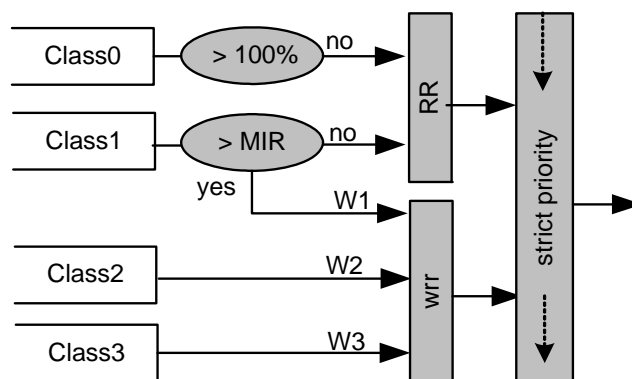 Class0
> 100%
no
RR
Class1
> MIR
no
yes
W1
strict priority
Class2
W2
wrr
Class3
W3